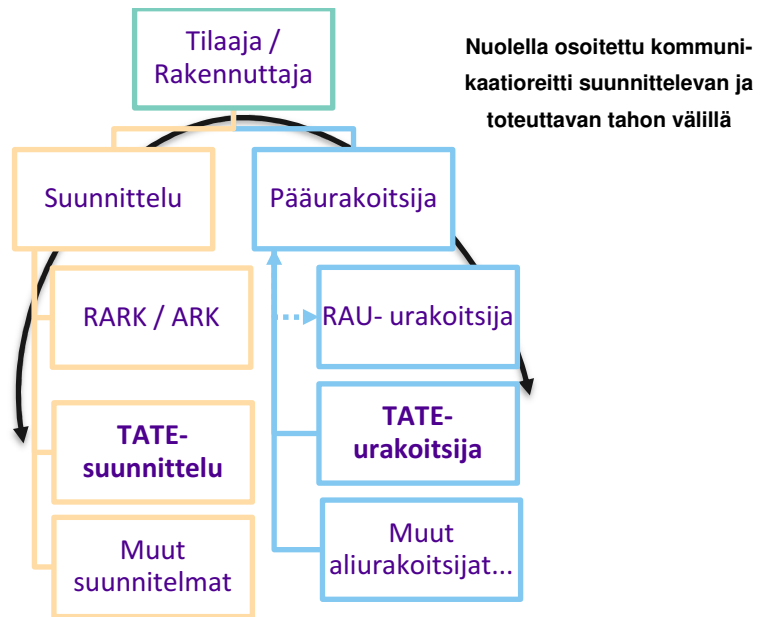 Tilaaja /
Rakennuttaja
Nuolella osoitettu kommuni-
kaatioreitti suunnittelevan ja
toteuttavan tahon välillä
Suunnittelu
Pääurakoitsija
RARK / ARK
RAU- urakoitsija
TATE-
suunnittelu
TATE-
urakoitsija
Muut
suunnitelmat
Muut
aliurakoitsijat...